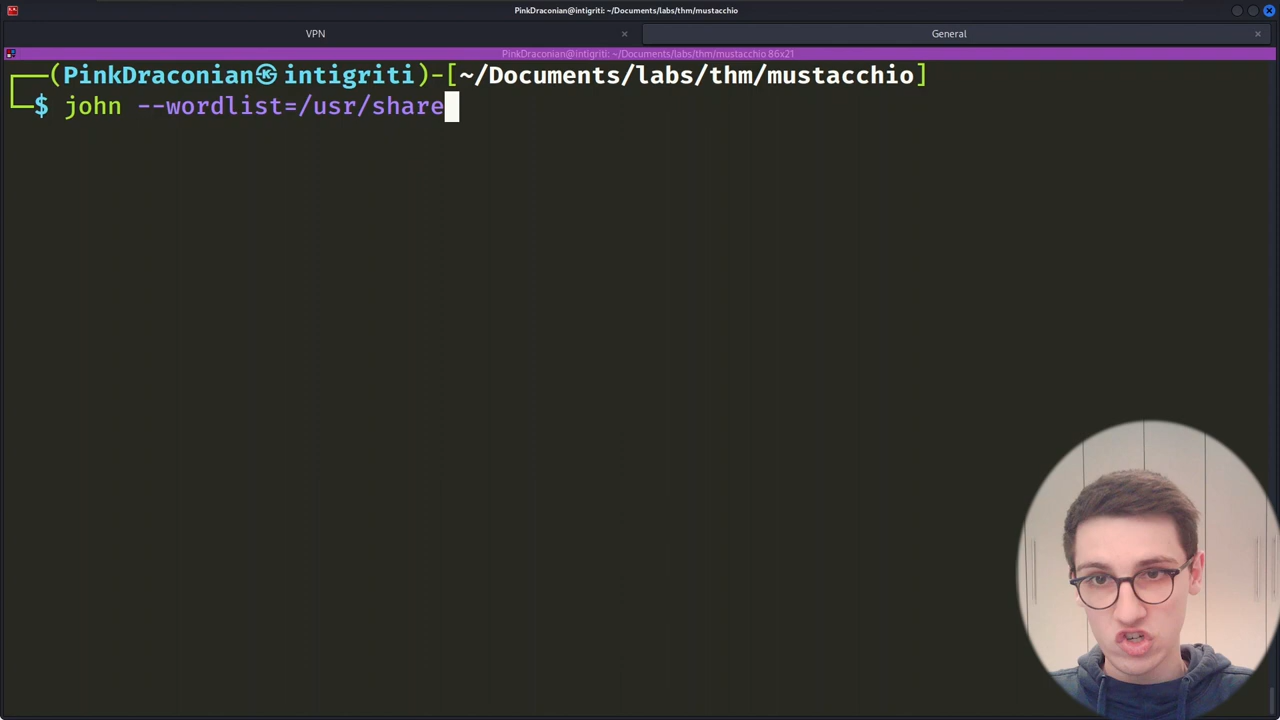 PinkDraconian@intigriti: ~/Documents/labs/thm/mustacchio
VPN
General
PinkDraconian@intigriti: ~/Documents/labs/thm/mustacchio 86x21
(PinkDraconian㉿intigriti)-[~/Documents/labs/thm/mustacchio]
$ john --wordlist=/usr/share